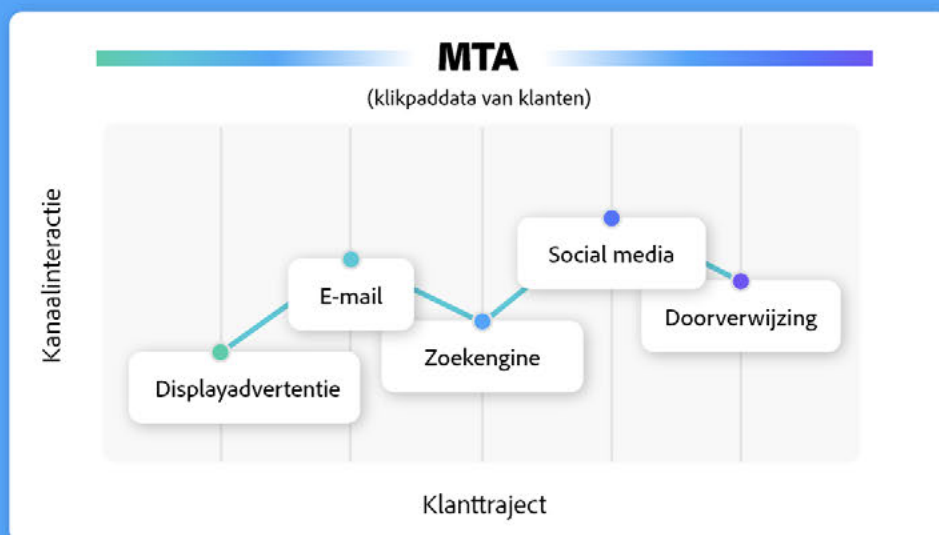 MTA
(klikpaddata van klanten)
Kanaalinteractie
Social media
E-mail
Doorverwijzing
Zoekengine
Displayadvertentie
Klanttraject